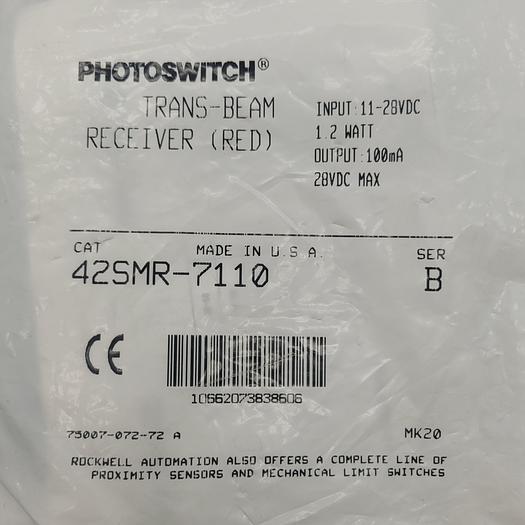 PHOTOSWITCH®
TRANS-BEAM
RECEIVER (RED)
INPUT: 11-28VDC
1.2 WATT
OUTPUT: 100mA
28VDC MAX
CAT MADE IN U.S.A. SER
42SMR-7110 B
CE
10662073838606
75007-072-72 A MK20
ROCKWELL AUTOMATION ALSO OFFERS A COMPLETE LINE OF
PROXIMITY SENSORS AND MECHANICAL LIMIT SWITCHES